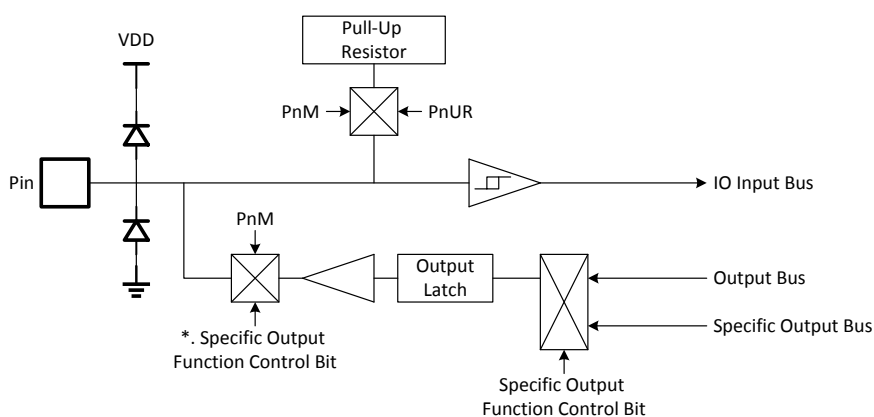 Pull-Up
Resistor
VDD
PnM
PnUR
Pin
IO Input Bus
PnM
Output
Latch
Output Bus
Specific Output Bus
*. Specific Output
Function Control Bit
Specific Output
Function Control Bit